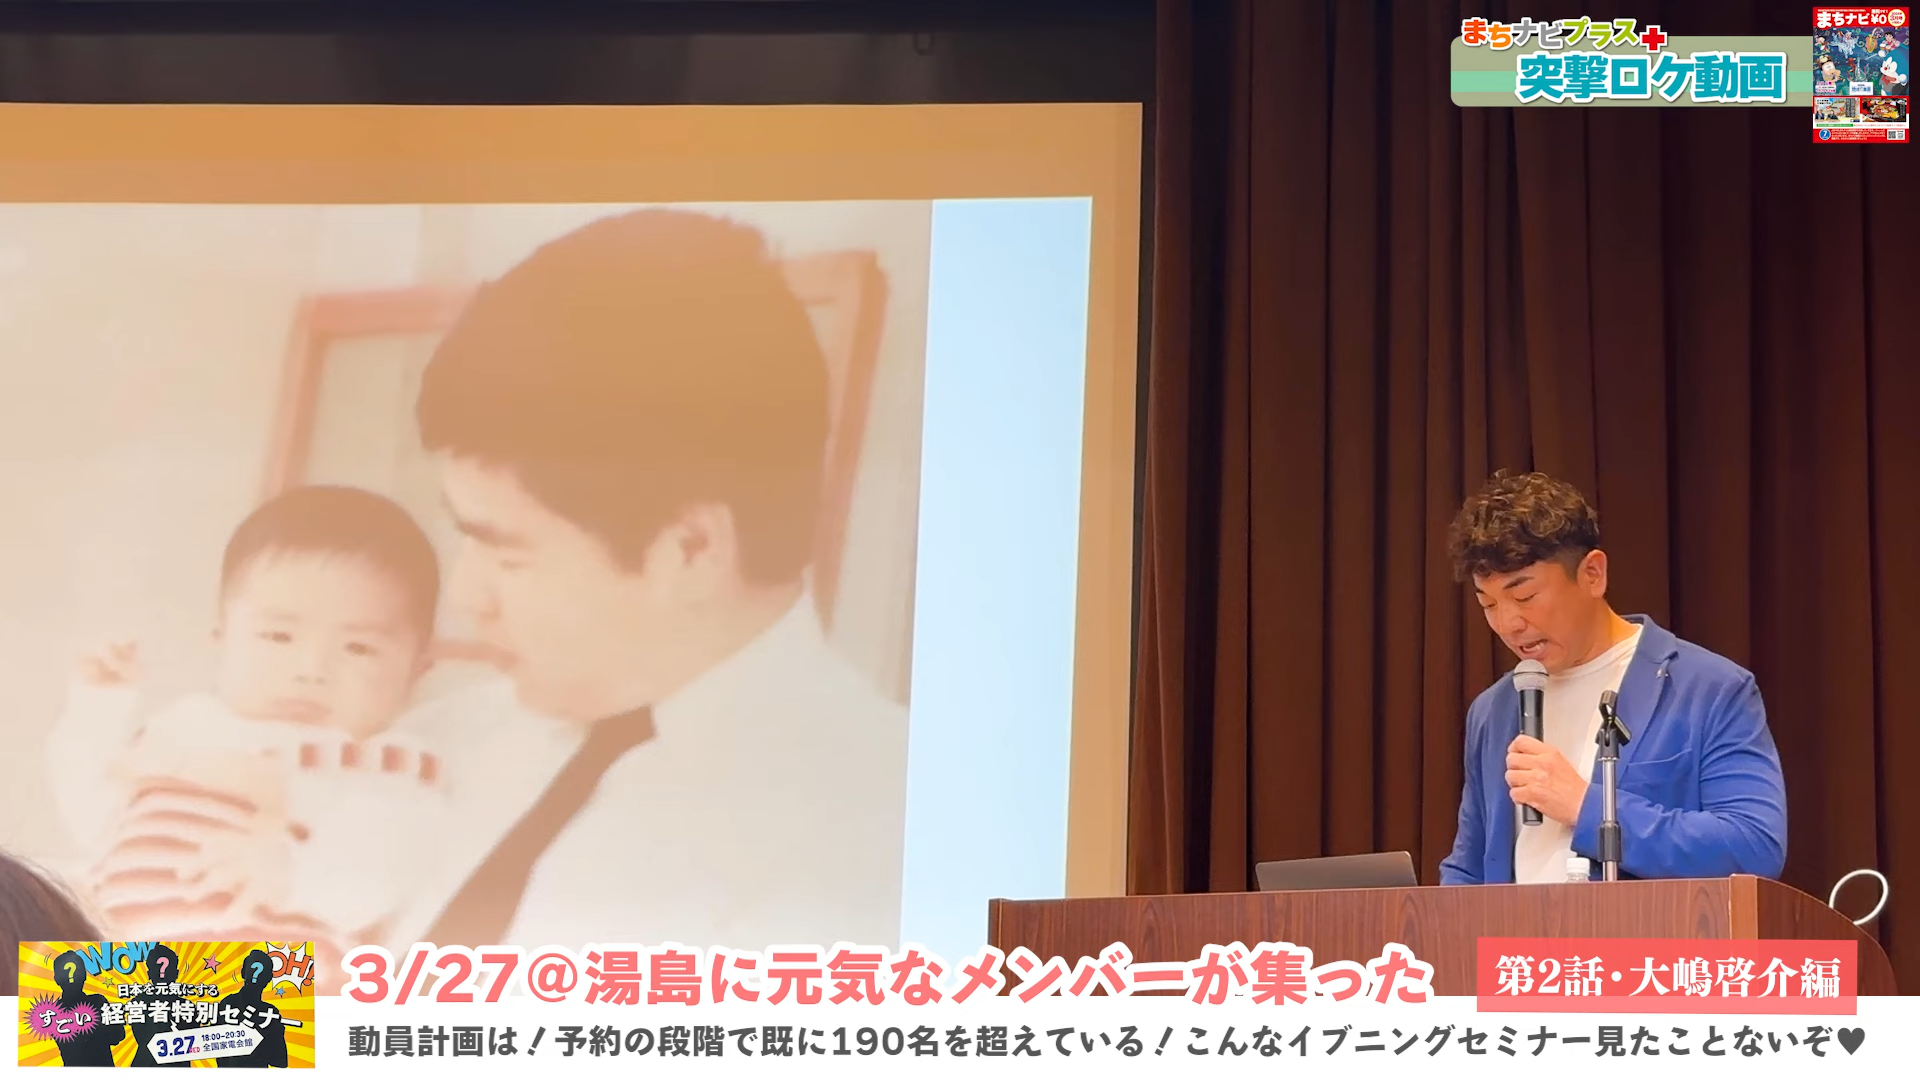 まちナビプラス+
突撃ロケ動画
まちナビ ¥0
3/27@湯島に元気なメンバーが集った
第2話・大嶋啓介編
動員計画は!予約の段階で既に190名を超えている!こんなイブニングセミナー見たことないぞ♥
WOW
OH!
? ? ?
日本を元気にする
すごい
経営者特別セミナー
3.27 WED 18:00~20:30
全国家電会館